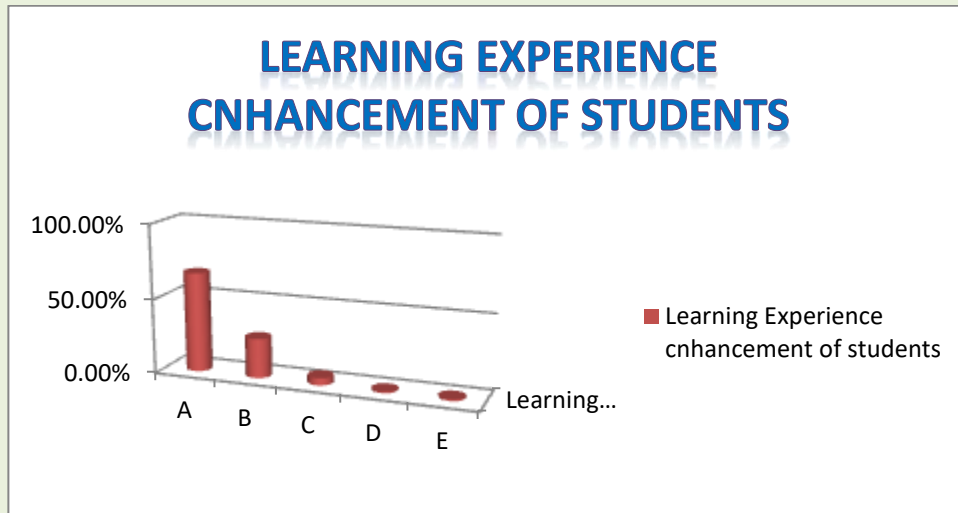 LEARNING EXPERIENCE
CNHANCEMENT OF STUDENTS
100.00%
50.00%
0.00%
A
B
C
D
E
Learning...
Learning Experience
cnhancement of students